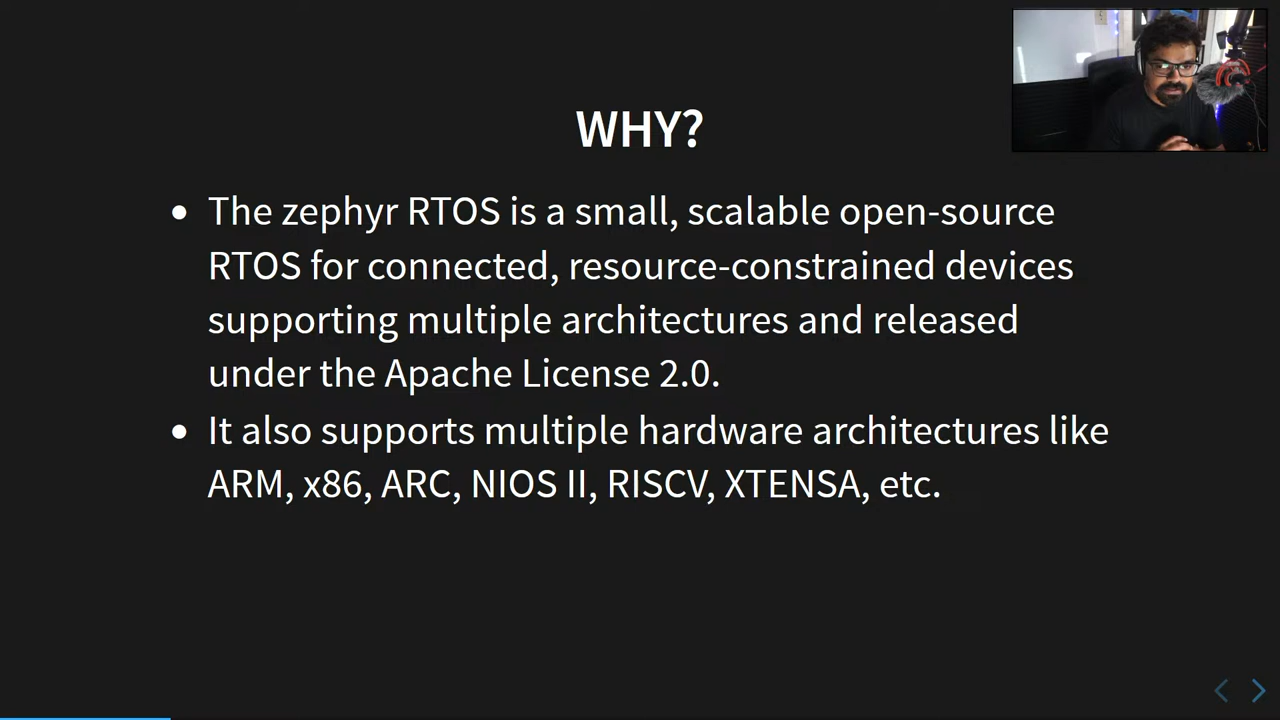 WHY?
• The zephyr RTOS is a small, scalable open-source
RTOS for connected, resource-constrained devices
supporting multiple architectures and released
under the Apache License 2.0.
• It also supports multiple hardware architectures like
ARM, x86, ARC, NIOS II, RISCV, XTENSA, etc.